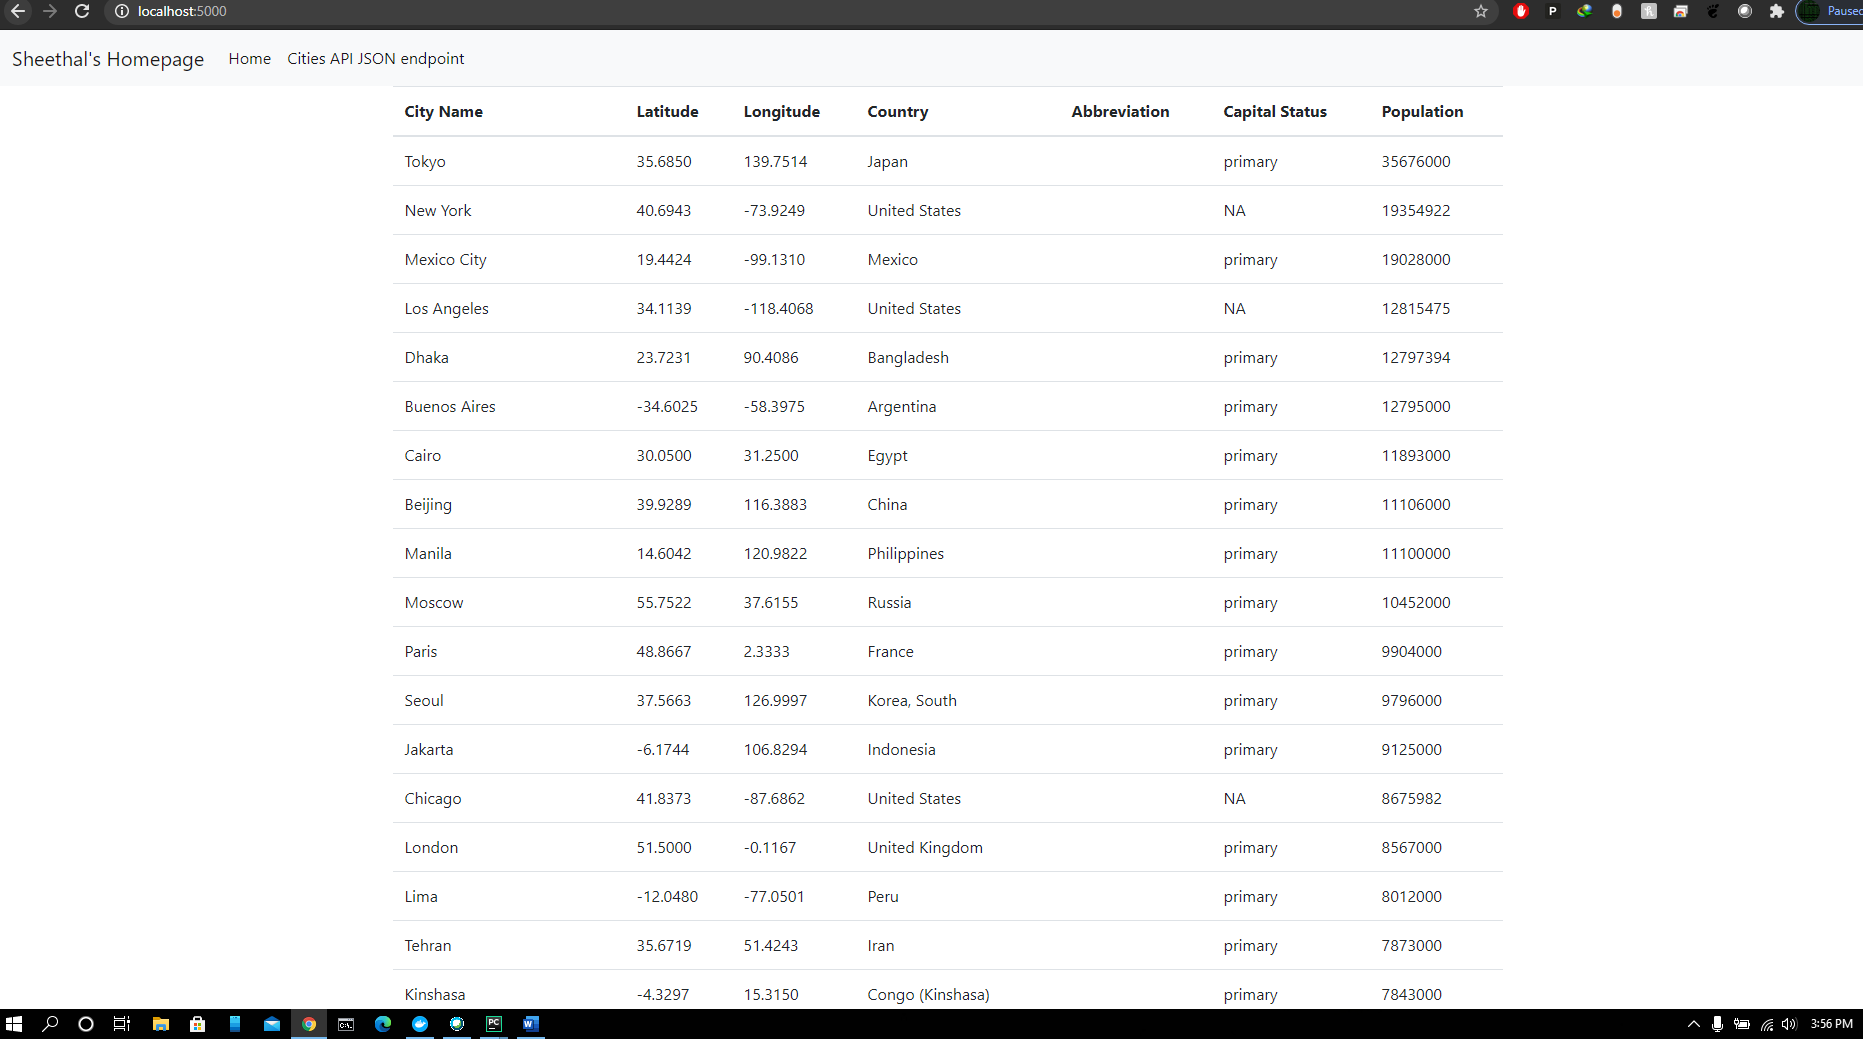 localhost:5000
Paused
Sheethal's Homepage Home Cities API JSON endpoint
City Name Latitude Longitude Country Abbreviation Capital Status Population
Tokyo 35.6850 139.7514 Japan primary 35676000
New York 40.6943 -73.9249 United States NA 19354922
Mexico City 19.4424 -99.1310 Mexico primary 19028000
Los Angeles 34.1139 -118.4068 United States NA 12815475
Dhaka 23.7231 90.4086 Bangladesh primary 12797394
Buenos Aires -34.6025 -58.3975 Argentina primary 12795000
Cairo 30.0500 31.2500 Egypt primary 11893000
Beijing 39.9289 116.3883 China primary 11106000
Manila 14.6042 120.9822 Philippines primary 11100000
Moscow 55.7522 37.6155 Russia primary 10452000
Paris 48.8667 2.3333 France primary 9904000
Seoul 37.5663 126.9997 Korea, South primary 9796000
Jakarta -6.1744 106.8294 Indonesia primary 9125000
Chicago 41.8373 -87.6862 United States NA 8675982
London 51.5000 -0.1167 United Kingdom primary 8567000
Lima -12.0480 -77.0501 Peru primary 8012000
Tehran 35.6719 51.4243 Iran primary 7873000
Kinshasa -4.3297 15.3150 Congo (Kinshasa) primary 7843000
3:56 PM